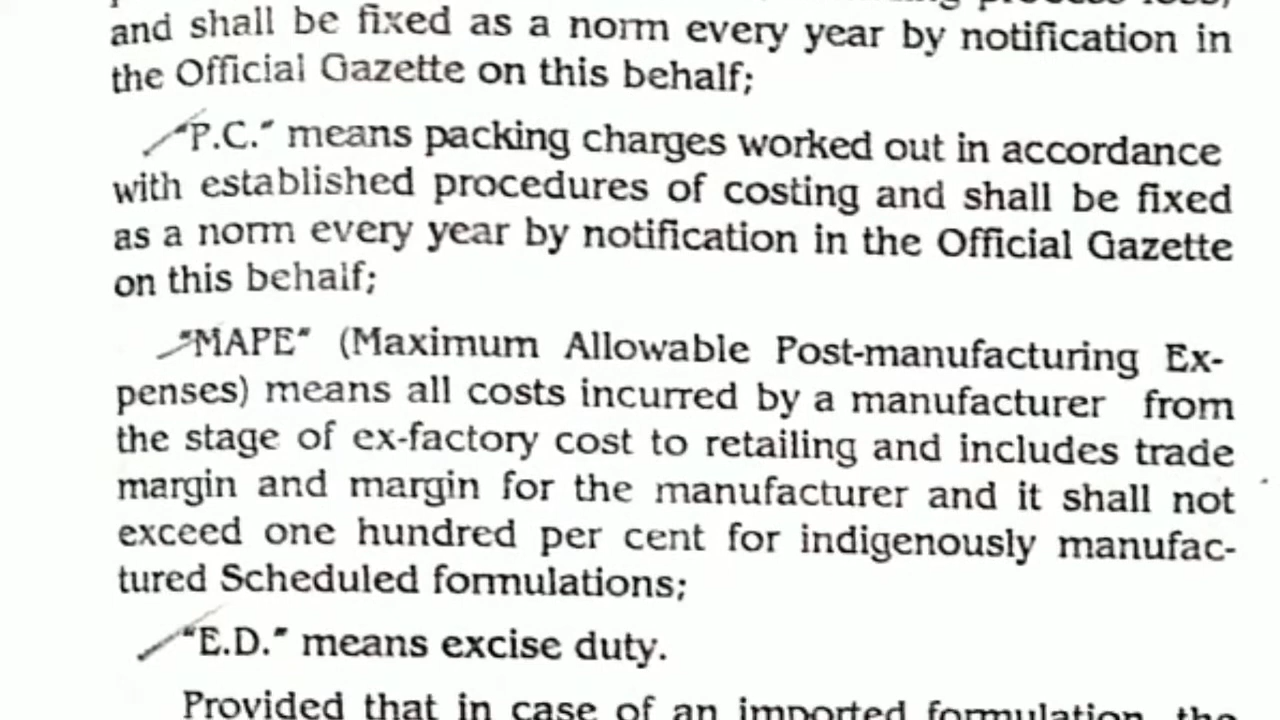 and shall be fixed as a norm every year by notification in
the Official Gazette on this behalf;
"P.C." means packing charges worked out in accordance
with established procedures of costing and shall be fixed
as a norm every year by notification in the Official Gazette
on this behalf;
"MAPE" (Maximum Allowable Post-manufacturing Ex-
penses) means all costs incurred by a manufacturer from
the stage of ex-factory cost to retailing and includes trade
margin and margin for the manufacturer and it shall not
exceed one hundred per cent for indigenously manufac-
tured Scheduled formulations;
"E.D." means excise duty.
Provided that in case of an imported formulation, the